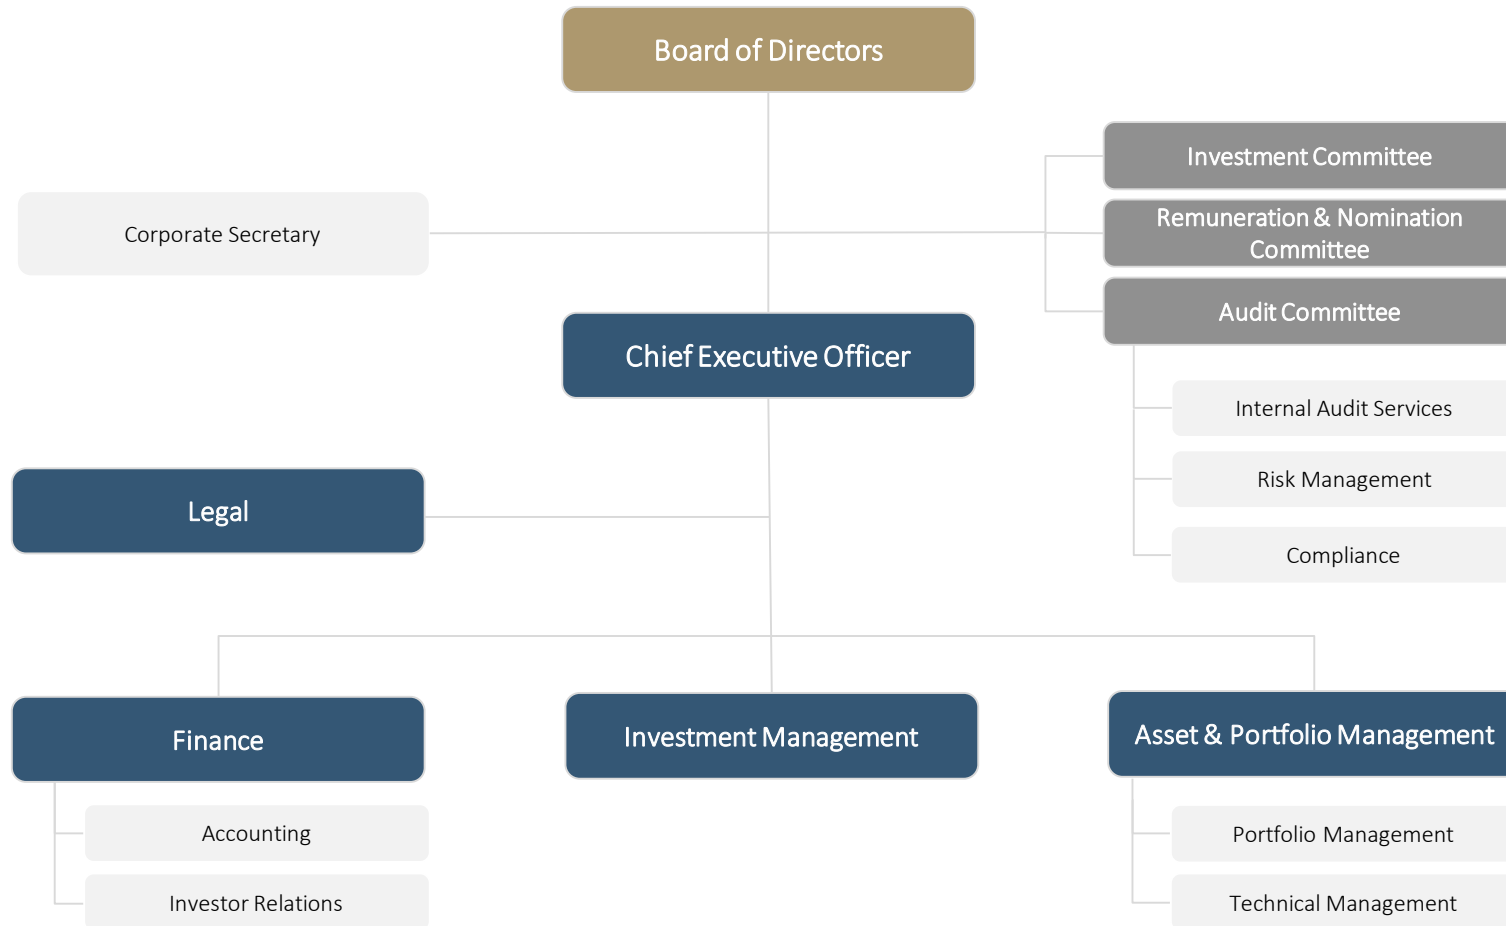 Board of Directors
Investment Committee
Corporate Secretary
Remuneration & Nomination
Committee
Audit Committee
Chief Executive Officer
Internal Audit Services
Risk Management
Legal
Compliance
Finance
Investment Management
Asset & Portfolio Management
Accounting
Portfolio Management
Investor Relations
Technical Management